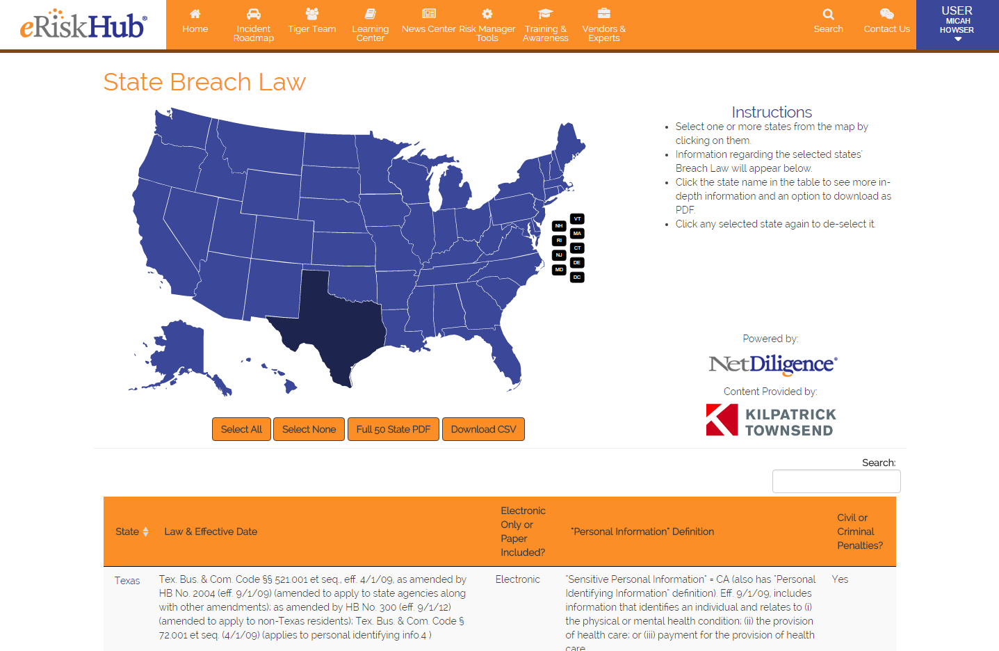 eRiskHub®
Home
Incident
Roadmap
Tiger Team
Learning
Center
News Center
Risk Manager
Tools
Training &
Awareness
Vendors &
Experts
Search
Contact Us
USER
MICAH
HOWSER
State Breach Law
Instructions
• Select one or more states from the map by
clicking on them.
• Information regarding the selected states'
Breach Law will appear below.
• Click the state name in the table to see more in-
depth information and an option to download as
PDF.
• Click any selected state again to de-select it.
VT
NH
MA
RI
CT
NJ
DE
MD
DC
Powered by:
NetDiligence®
Content Provided by:
KILPATRICK
TOWNSEND
Select All
Select None
Full 50 State PDF
Download CSV
Search:
State
Law & Effective Date
Electronic
Only or
Paper
Included?
"Personal Information" Definition
Civil or
Criminal
Penalties?
Texas
Tex. Bus. & Com. Code §§ 521.001 et seq., eff. 4/1/09, as amended by
HB No. 2004 (eff. 9/1/09) (amended to apply to state agencies along
with other amendments); as amended by HB No. 300 (eff. 9/1/12)
(amended to apply to non-Texas residents); Tex. Bus. & Com. Code §
72.001 et seq. (4/1/09) (applies to personal identifying info.4 )
Electronic
"Sensitive Personal Information" = CA (also has "Personal
Identifying Information" definition). Eff. 9/1/09, includes
information that identifies an individual and relates to (i)
the physical or mental health condition; (ii) the provision
of health care; or (iii) payment for the provision of health
care
Yes